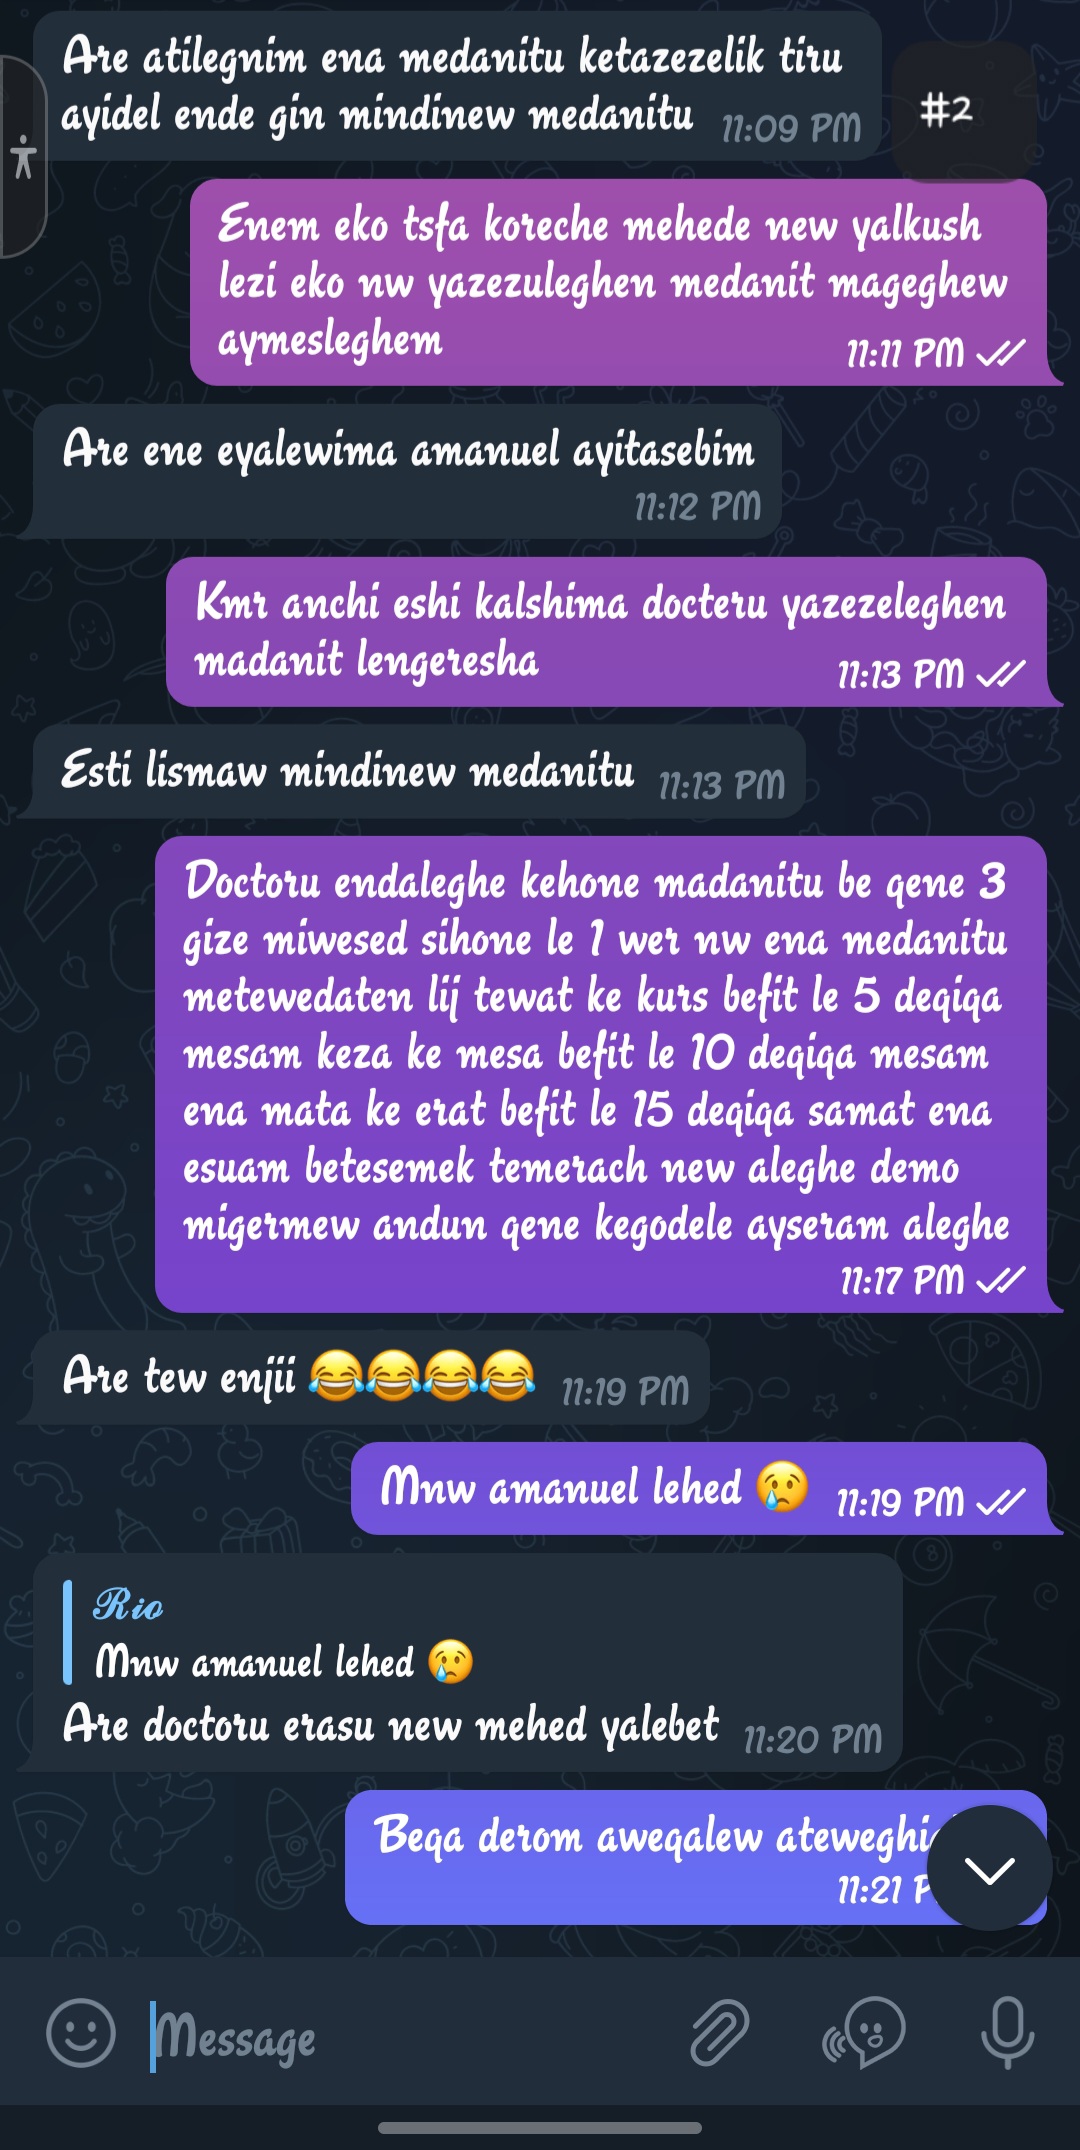 Are atilegnim ena medanitu ketazezelik tiru
ayidel ende gin mindinew medanitu 11:09 PM
#2
Enem eko tsfa koreche mehede new yalkush
lezi eko nw yazezuleghen medanit mageghew
aymesleghem 11:11 PM
Are ene eyalewima amanuel ayitasebim
11:12 PM
Kmr anchi eshi kalshima docteru yazezeleghen
madanit lengeresha 11:13 PM
Esti lismaw mindinew medanitu 11:13 PM
Doctoru endaleghe kehone madanitu be qene 3
gize miwesed sihone le 1 wer nw ena medanitu
metewedaten lij tewat ke kurs befit le 5 deqiqa
mesam keza ke mesa befit le 10 deqiqa mesam
ena mata ke erat befit le 15 deqiqa samat ena
esuam betesemek temerach new aleghe demo
migermew andun qene kegodele ayseram aleghe
11:17 PM
Are tew enjii 😂😂😂😂 11:19 PM
Mnw amanuel lehed 😢 11:19 PM
Rio
Mnw amanuel lehed 😢
Are doctoru erasu new mehed yalebet 11:20 PM
Beqa derom aweqalew
11:21
Message